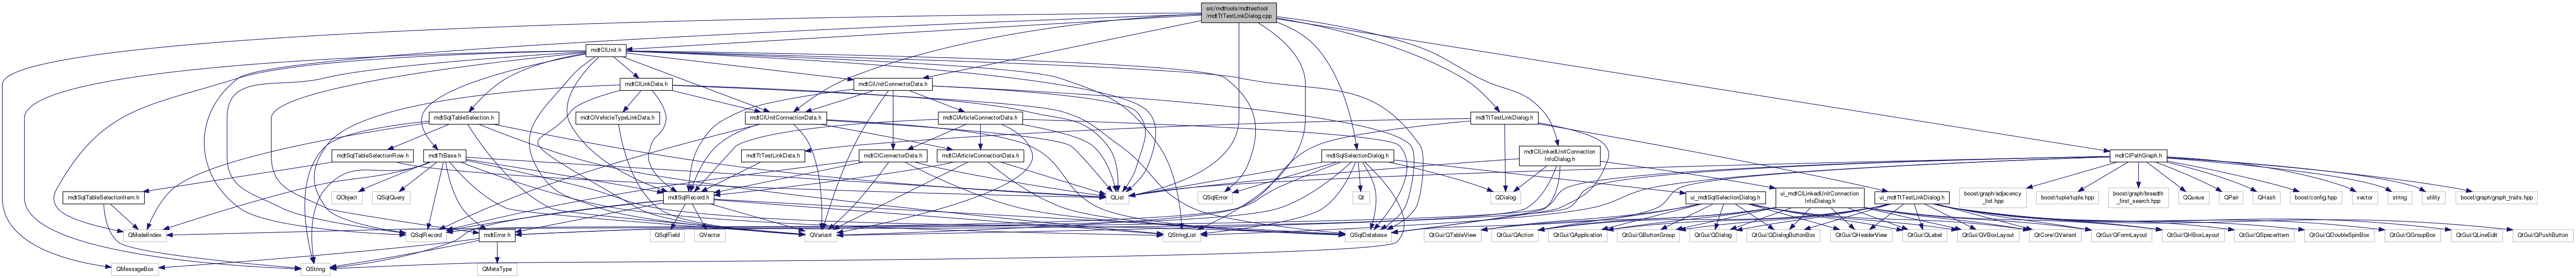 src/mdttools/mdttesttool
/mdtTtTestLinkDialog.cpp
mdtClUnit.h
mdtClLinkData.h
mdtClUnitConnectorData.h
mdtSqlTableSelection.h
mdtClVehicleTypeLinkData.h
mdtClUnitConnectionData.h
mdtClArticleConnectorData.h
mdtTtTestLinkDialog.h
mdtSqlTableSelectionRow.h
mdtTtBase.h
mdtTtTestLinkData.h
mdtClConnectorData.h
mdtClArticleConnectionData.h
mdtSqlSelectionDialog.h
mdtClLinkedUnitConnection
InfoDialog.h
mdtClPathGraph.h
mdtSqlTableSelectionItem.h
QObject
QSqlQuery
mdtSqlRecord.h
QList
QSqlError
Qt
QDialog
ui_mdtSqlSelectionDialog.h
ui_mdtClLinkedUnitConnection
InfoDialog.h
ui_mdtTtTestLinkDialog.h
boost/graph/adjacency
_list.hpp
boost/tuple/tuple.hpp
boost/graph/breadth
_first_search.hpp
QQueue
QPair
QHash
boost/config.hpp
vector
string
utility
boost/graph/graph_traits.hpp
QModelIndex
QSqlRecord
mdtError.h
QSqlField
QVector
QVariant
QStringList
QSqlDatabase
QtGui/QTableView
QtGui/QAction
QtGui/QApplication
QtGui/QButtonGroup
QtGui/QDialog
QtGui/QDialogButtonBox
QtGui/QHeaderView
QtGui/QLabel
QtGui/QVBoxLayout
QtCore/QVariant
QtGui/QFormLayout
QtGui/QHBoxLayout
QtGui/QSpacerItem
QtGui/QDoubleSpinBox
QtGui/QGroupBox
QtGui/QLineEdit
QtGui/QPushButton
QMessageBox
QString
QMetaType